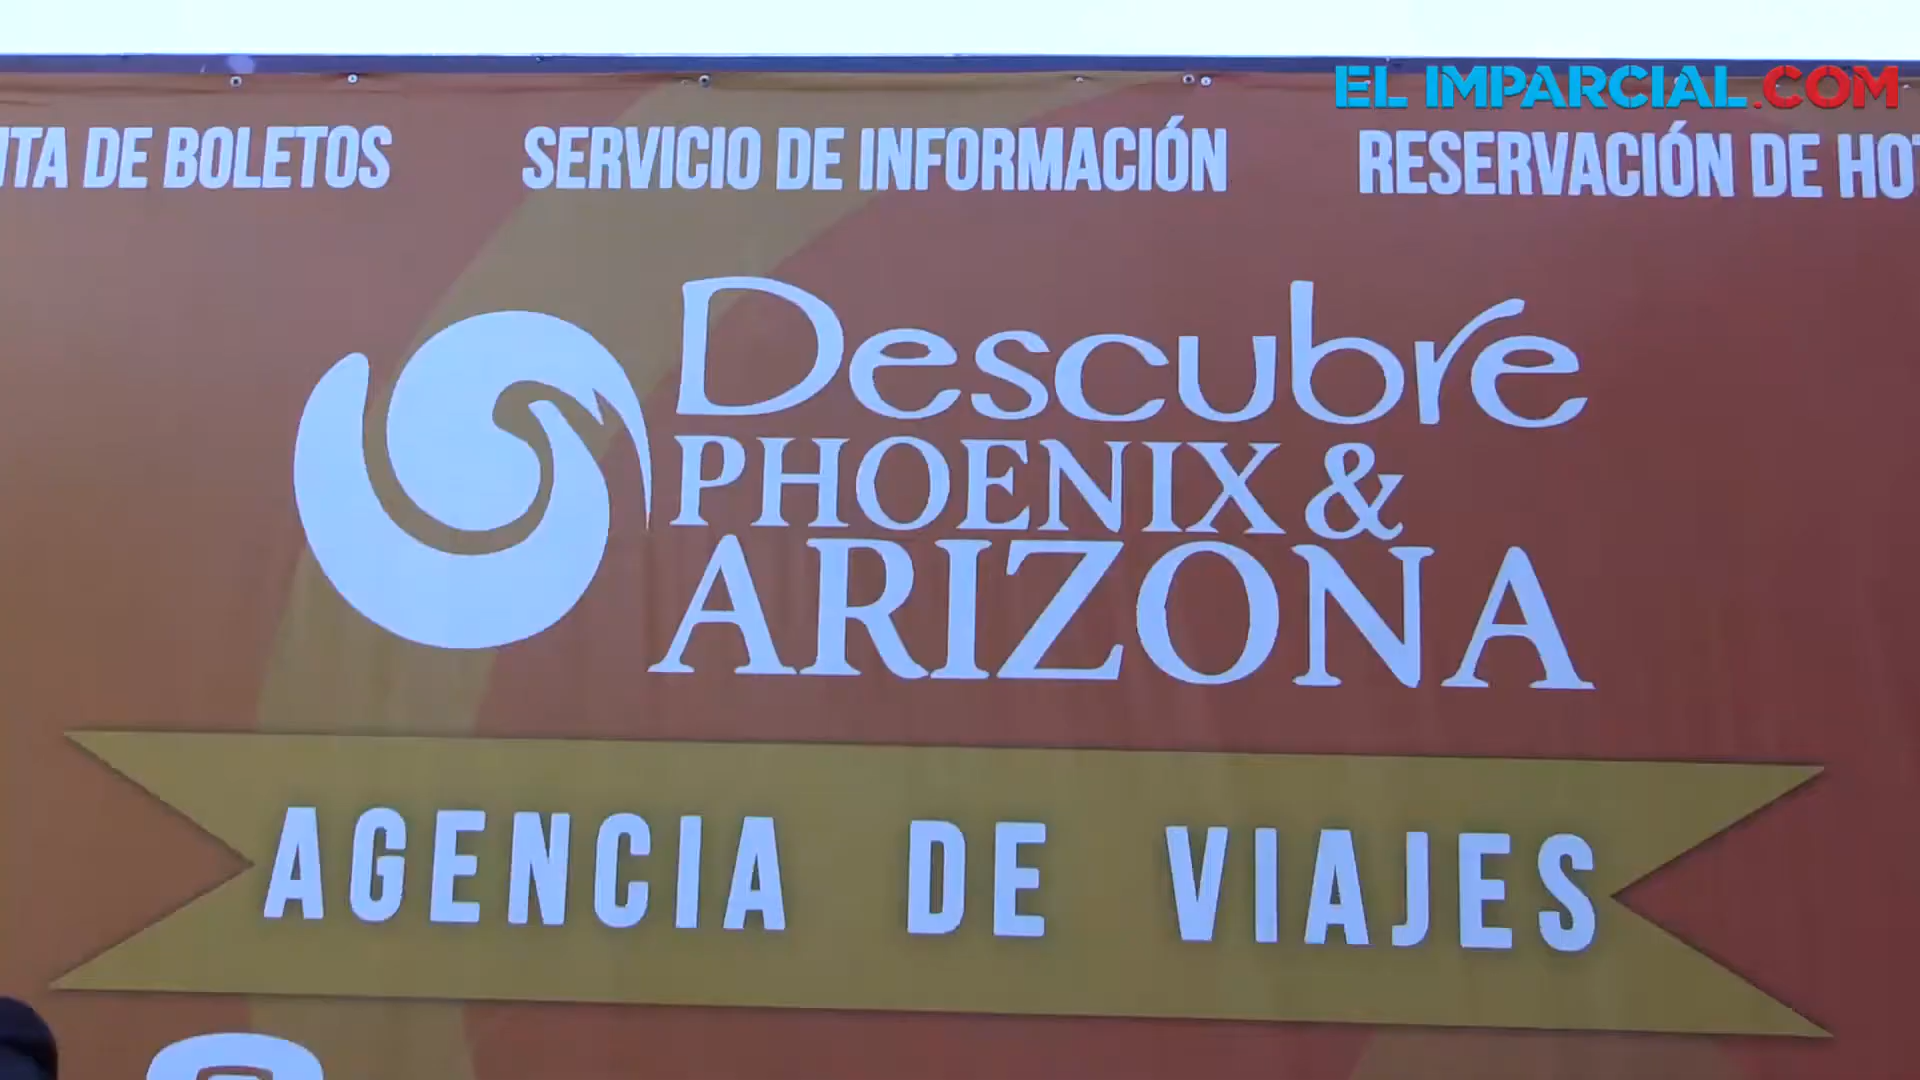 EL IMPARCIAL.COM
DE BOLETOS
SERVICIO DE INFORMACIÓN
RESERVACIÓN DE
Descubre
PHOENIX &
ARIZONA
AGENCIA DE VIAJES